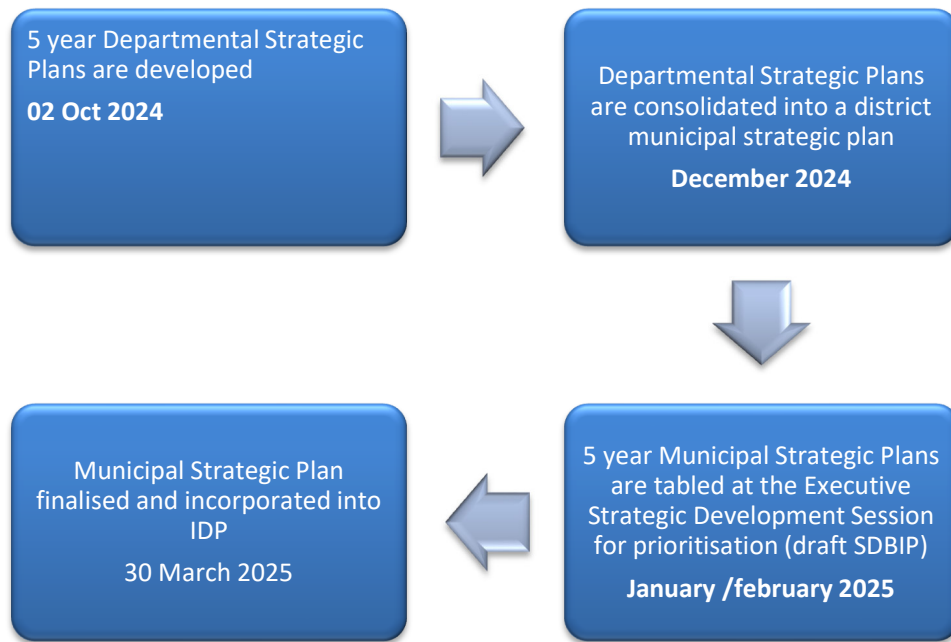 5 year Departmental Strategic
Plans are developed
02 Oct 2024
Departmental Strategic Plans
are consolidated into a district
municipal strategic plan
December 2024
5 year Municipal Strategic Plans
are tabled at the Executive
Strategic Development Session
for prioritisation (draft SDBIP)
January /february 2025
Municipal Strategic Plan
finalised and incorporated into
IDP
30 March 2025